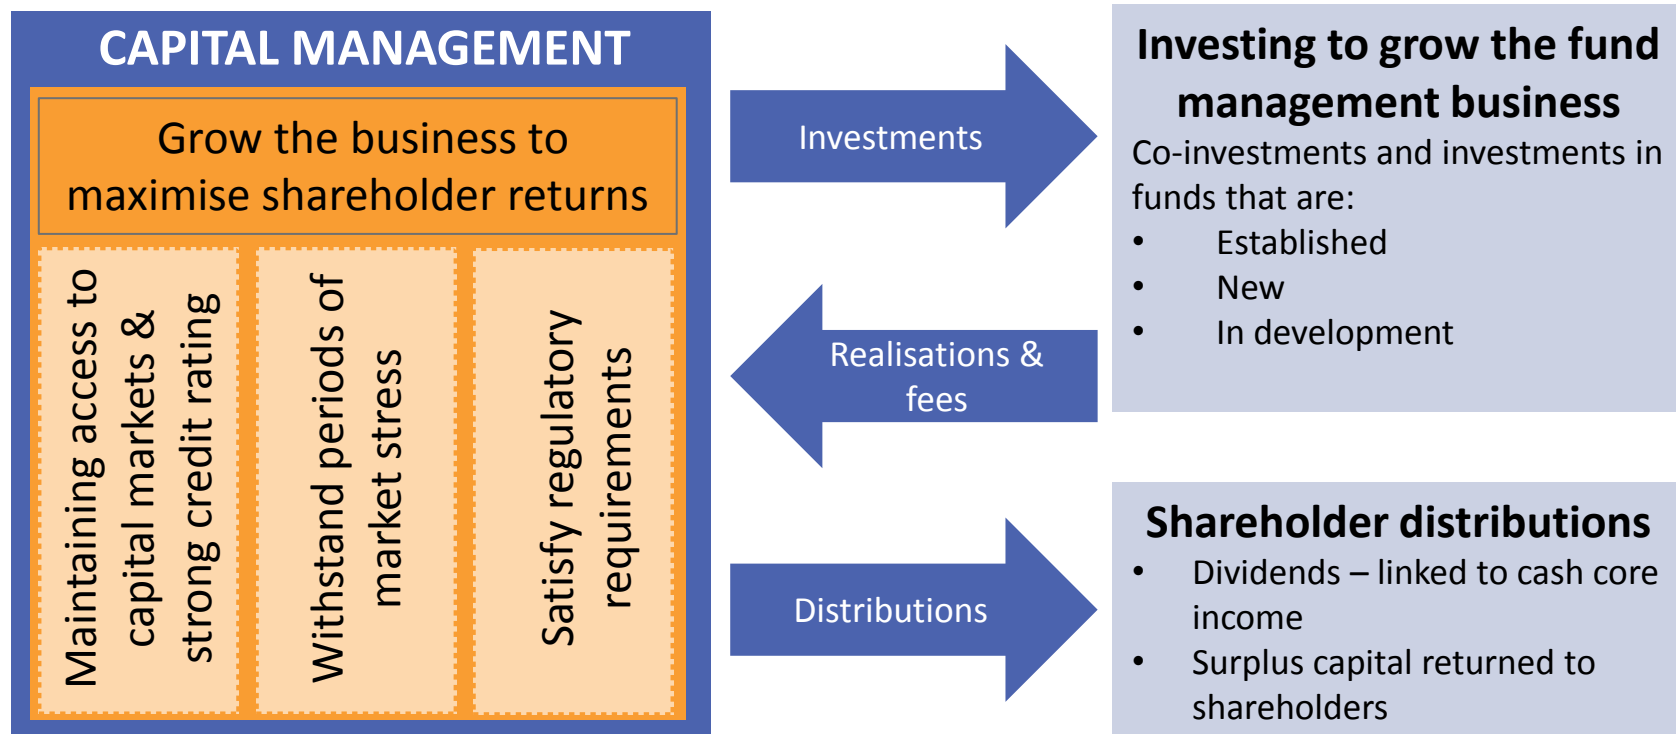 CAPITAL MANAGEMENT
Grow the business to
maximise shareholder returns
Maintaining access to
capital markets &
strong credit rating
Withstand periods of
market stress
Satisfy regulatory
requirements
Investments
Realisations &
fees
Distributions
Investing to grow the fund
management business
Co-investments and investments in
funds that are:
• Established
• New
• In development
Shareholder distributions
• Dividends – linked to cash core
income
• Surplus capital returned to
shareholders